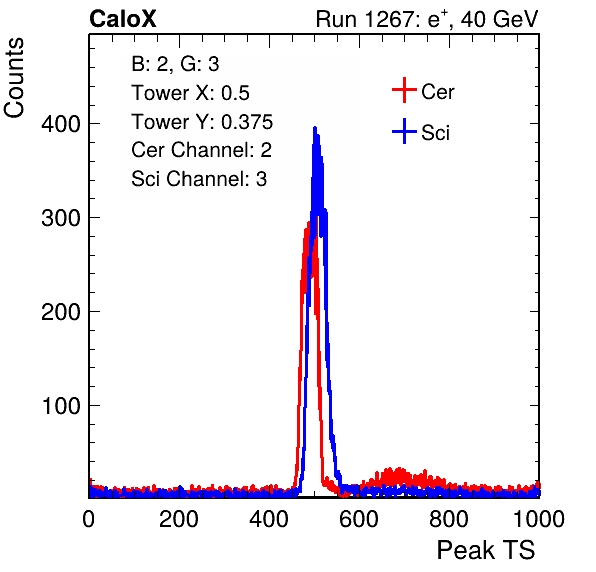 CaloX Run 1267: e⁺, 40 GeV
Counts
B: 2, G: 3
Tower X: 0.5
Tower Y: 0.375
Cer Channel: 2
Sci Channel: 3
Cer
Sci
400
300
200
100
0 200 400 600 800 1000
Peak TS